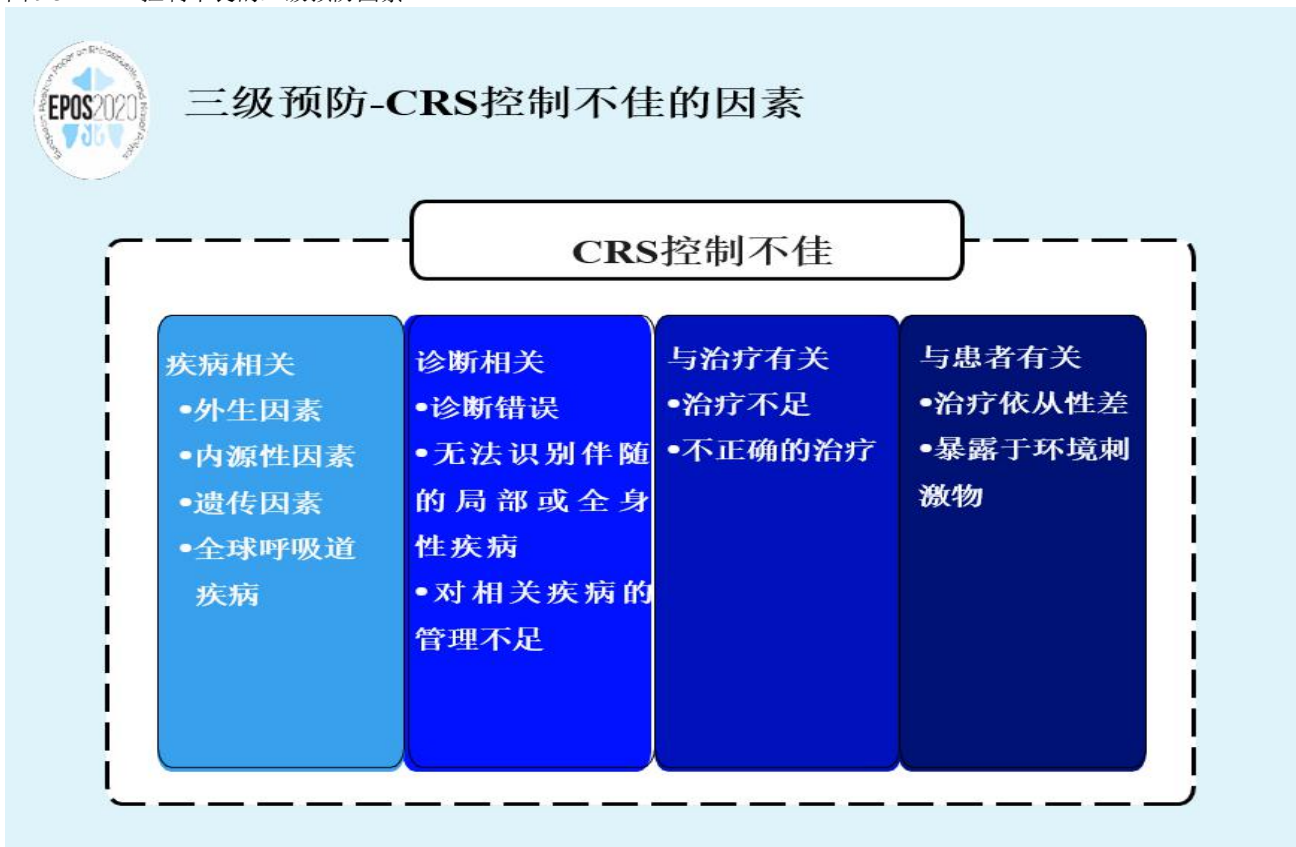 EPOS2020
三级预防-CRS控制不佳的因素
CRS控制不佳
疾病相关
•外生因素
•内源性因素
•遗传因素
•全球呼吸道
疾病
诊断相关
•诊断错误
•无法识别伴随
的局部或全身
性疾病
•对相关疾病的
管理不足
与治疗有关
•治疗不足
•不正确的治疗
与患者有关
•治疗依从性差
•暴露于环境刺
激物